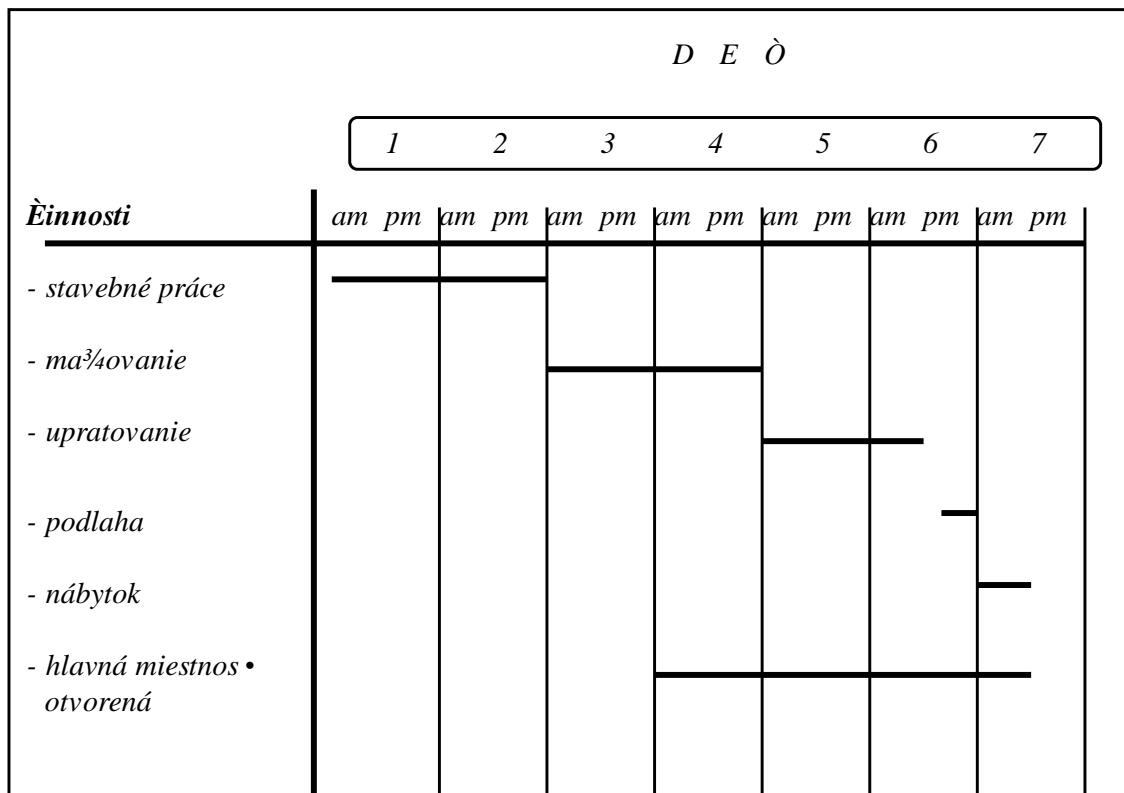 D E Ò
1 2 3 4 5 6 7
Èinnosti am pm am pm am pm am pm am pm am pm am pm
- stavebné práce
- ma¾ovanie
- upratovanie
- podlaha
- nábytok
- hlavná miestnos •
otvorená